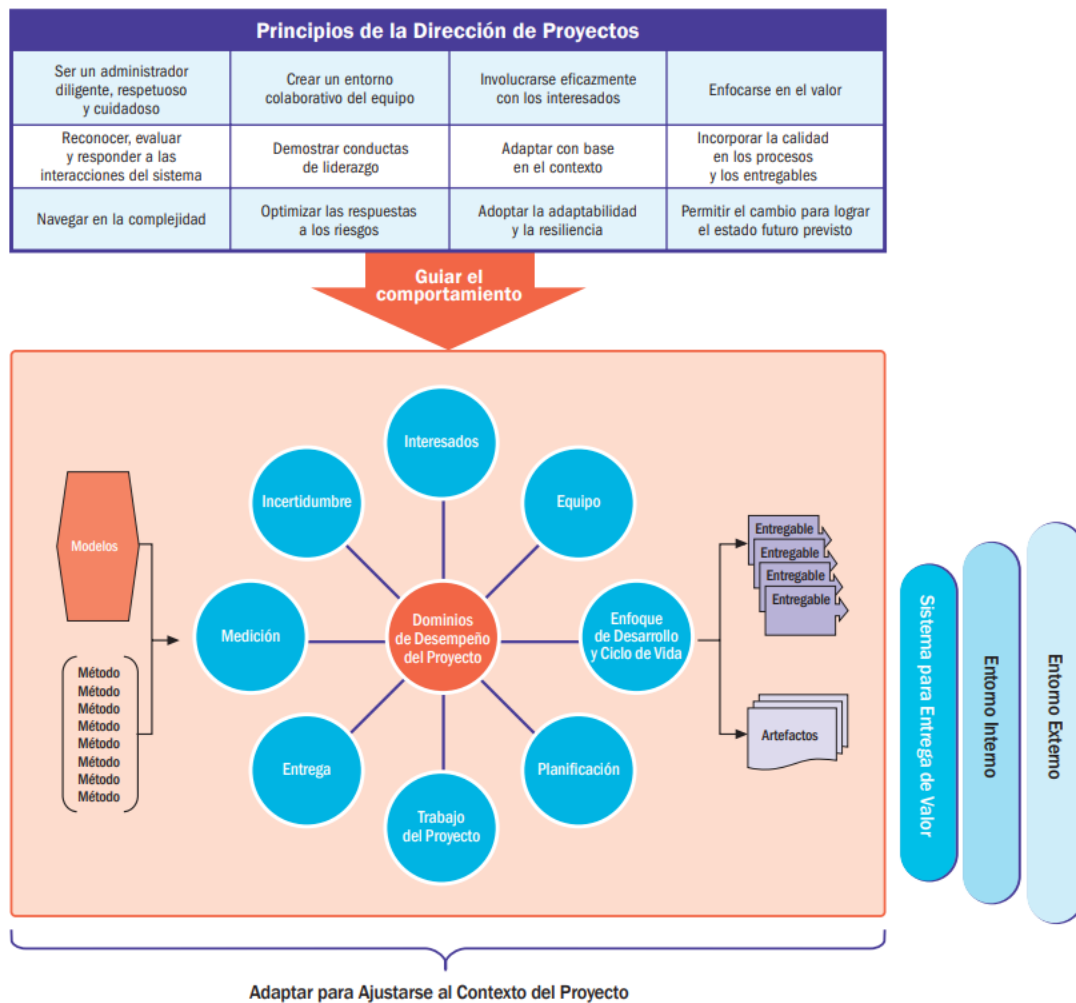 Principios de la Dirección de Proyectos
Ser un administrador
diligente, respetuoso
y cuidadoso
Crear un entorno
colaborativo del equipo
Involucrarse eficazmente
con los interesados
Enfocarse en el valor
Reconocer, evaluar
y responder a las
interacciones del sistema
Demostrar conductas
de liderazgo
Adaptar con base
en el contexto
Incorporar la calidad
en los procesos
y los entregables
Navegar en la complejidad
Optimizar las respuestas
a los riesgos
Adoptar la adaptabilidad
y la resiliencia
Permitir el cambio para lograr
el estado futuro previsto
Guiar el
comportamiento
Modelos
Método
Método
Método
Método
Método
Método
Método
Método
Interesados
Equipo
Enfoque
de Desarrollo
y Ciclo de Vida
Planificación
Trabajo
del Proyecto
Entrega
Medición
Incertidumbre
Dominios
de Desempeño
del Proyecto
Entregable
Entregable
Entregable
Entregable
Artefactos
Sistema para Entrega de Valor
Entorno Interno
Entorno Externo
Adaptar para Ajustarse al Contexto del Proyecto